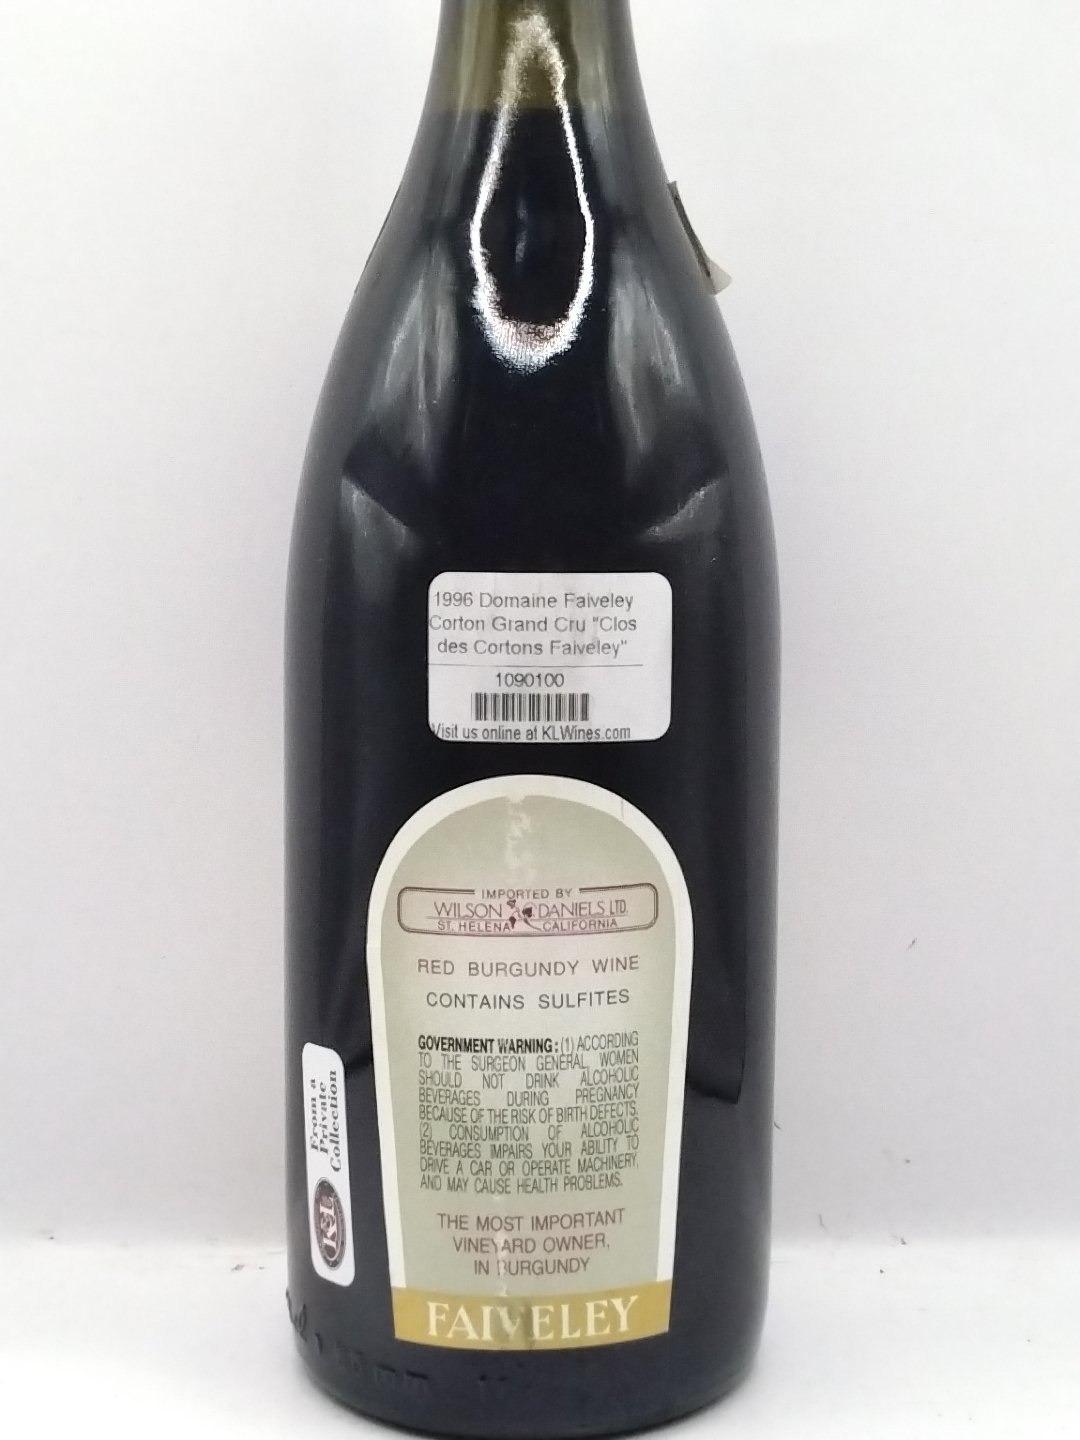 1996 Domaine Faiveley
Corton Grand Cru "Clos
des Cortons Faiveley"
1090100
Visit us online at KLWines.com
IMPORTED BY
WILSON DANIELS LTD.
ST. HELENA CALIFORNIA
RED BURGUNDY WINE
CONTAINS SULFITES
GOVERNMENT WARNING: (1) ACCORDING
TO THE SURGEON GENERAL WOMEN
SHOULD NOT DRINK ALCOHOLIC
BEVERAGES DURING PREGNANCY
BECAUSE OF THE RISK OF BIRTH DEFECTS.
(2) CONSUMPTION OF ALCOHOLIC
BEVERAGES IMPAIRS YOUR ABILITY TO
DRIVE A CAR OR OPERATE MACHINERY,
AND MAY CAUSE HEALTH PROBLEMS.
THE MOST IMPORTANT
VINEYARD OWNER,
IN BURGUNDY
FAIVELEY
From a
Private
Collection
K&L